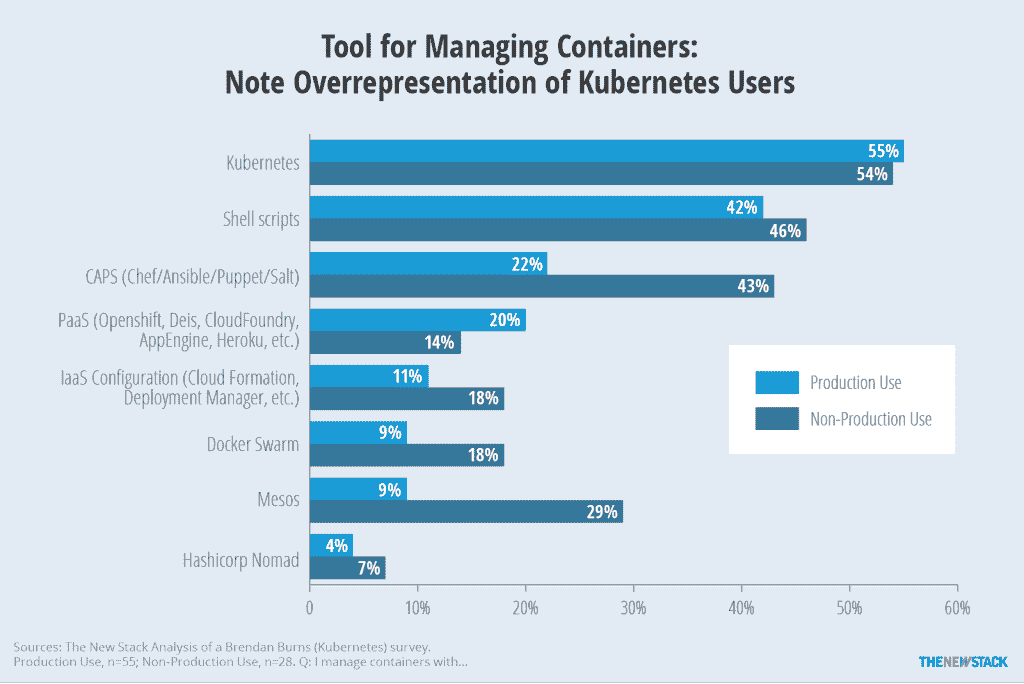 Tool for Managing Containers:
Note Overrepresentation of Kubernetes Users
Kubernetes
55%
54%
Shell scripts
42%
46%
CAPS (Chef/Ansible/Puppet/Salt)
22%
43%
PaaS (Openshift, Deis, CloudFoundry,
AppEngine, Heroku, etc.)
20%
14%
IaaS Configuration (Cloud Formation,
Deployment Manager, etc.)
11%
18%
Docker Swarm
9%
18%
Mesos
9%
29%
Hashicorp Nomad
4%
7%
Production Use
Non-Production Use
0 10% 20% 30% 40% 50% 60%
Sources: The New Stack Analysis of a Brendan Burns (Kubernetes) survey.
Production Use, n=55; Non-Production Use, n=28. Q: I manage containers with...
THENEWSTACK